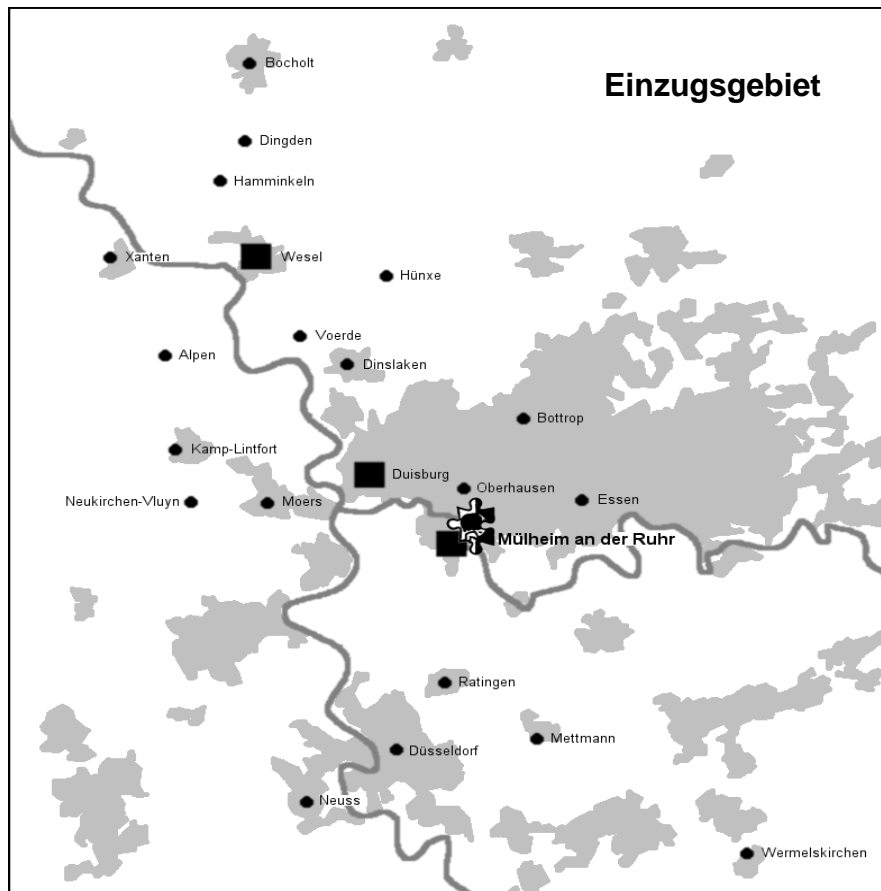 Bocholt
Einzugsgebiet
Dingden
Hamminkeln
Xanten
Wesel
Hünxe
Voerde
Alpen
Dinslaken
Bottrop
Kamp-Lintfort
Duisburg
Oberhausen
Neukirchen-Vluyn
Moers
Essen
Mülheim an der Ruhr
Ratingen
Mettmann
Düsseldorf
Neuss
Wermelskirchen